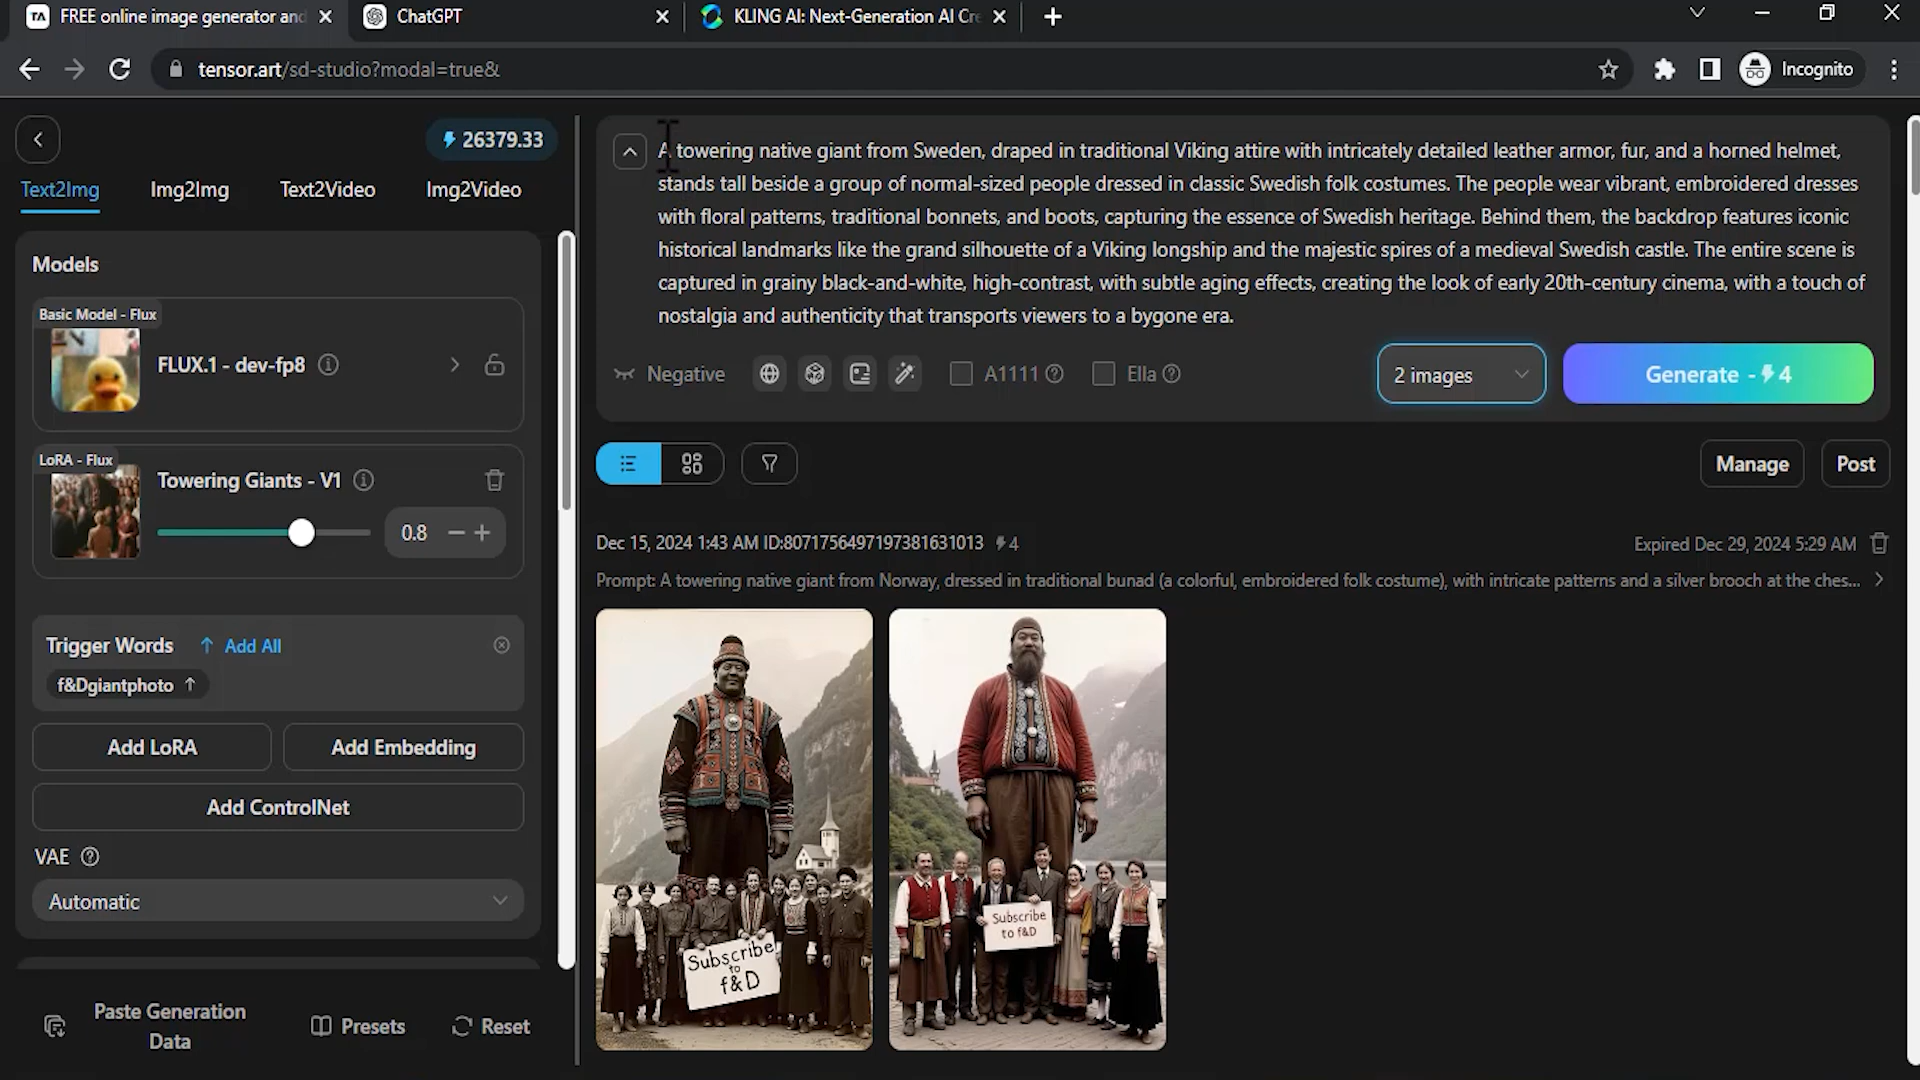 FREE online image generator and
ChatGPT
KLING AI: Next-Generation AI Cre
tensor.art/sd-studio?modal=true&
Incognito
26379.33
Text2Img
Img2Img
Text2Video
Img2Video
Models
Basic Model - Flux
FLUX.1 - dev-fp8
LoRA - Flux
Towering Giants - V1
0.8
Trigger Words
Add All
f&Dgiantphoto
Add LoRA
Add Embedding
Add ControlNet
VAE
Automatic
Paste Generation
Data
Presets
Reset
A towering native giant from Sweden, draped in traditional Viking attire with intricately detailed leather armor, fur, and a horned helmet,
stands tall beside a group of normal-sized people dressed in classic Swedish folk costumes. The people wear vibrant, embroidered dresses
with floral patterns, traditional bonnets, and boots, capturing the essence of Swedish heritage. Behind them, the backdrop features iconic
historical landmarks like the grand silhouette of a Viking longship and the majestic spires of a medieval Swedish castle. The entire scene is
captured in grainy black-and-white, high-contrast, with subtle aging effects, creating the look of early 20th-century cinema, with a touch of
nostalgia and authenticity that transports viewers to a bygone era.
Negative
A1111
Ella
2 images
Generate - 4
Manage
Post
Dec 15, 2024 1:43 AM ID:807175649719738163​1013 4
Expired Dec 29, 2024 5:29 AM
Prompt: A towering native giant from Norway, dressed in traditional bunad (a colorful, embroidered folk costume), with intricate patterns and a silver brooch at the ches...
Subscribe
to
f&D
Subscribe
to f&D